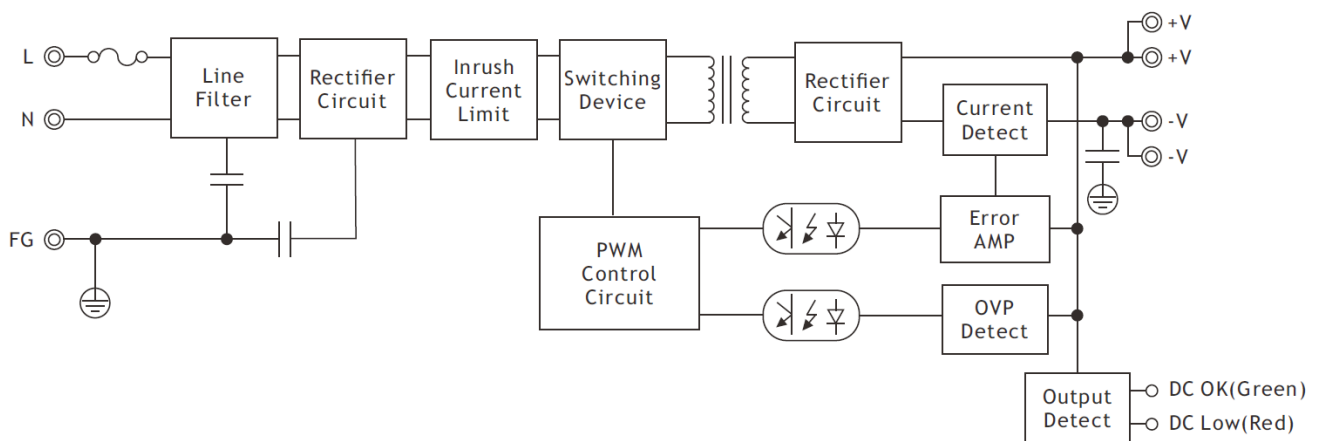 +V
L
Line
Filter
Rectifier
Circuit
Inrush
Current
Limit
Switching
Device
Rectifier
Circuit
+V
Current
Detect
N
-V
-V
FG
PWM
Control
Circuit
Error
AMP
OVP
Detect
Output
Detect
DC OK(Green)
DC Low(Red)